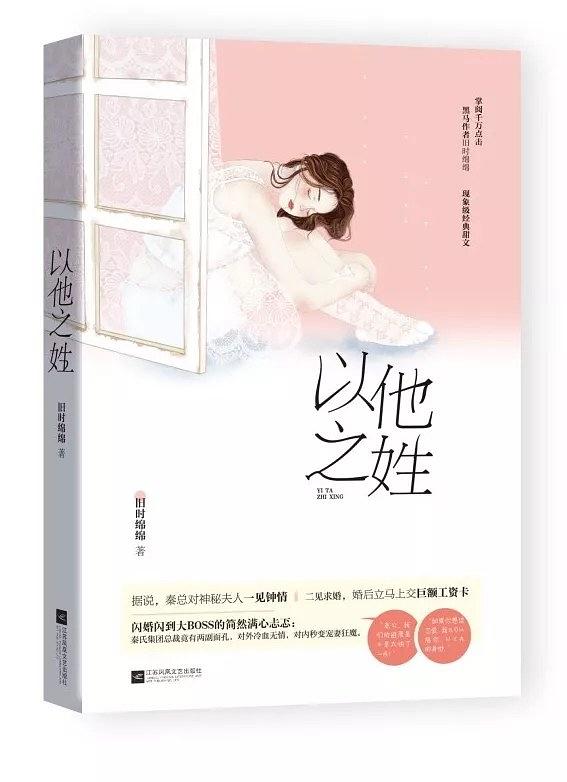 掌阅千万点击
黑马作者旧时绵绵
现象级经典甜文
以他之姓
旧时绵绵 著
以他
之姓
YI TA
ZHI XING
旧时绵绵 著
据说，秦总对神秘夫人一见钟情
二见求婚，婚后立马上交巨额工资卡
闪婚闪到大BOSS的简然满心忐忑：
秦氏集团总裁竟有两副面孔，对外冷血无情，对内秒变宠妻狂魔。
江苏凤凰文艺出版社